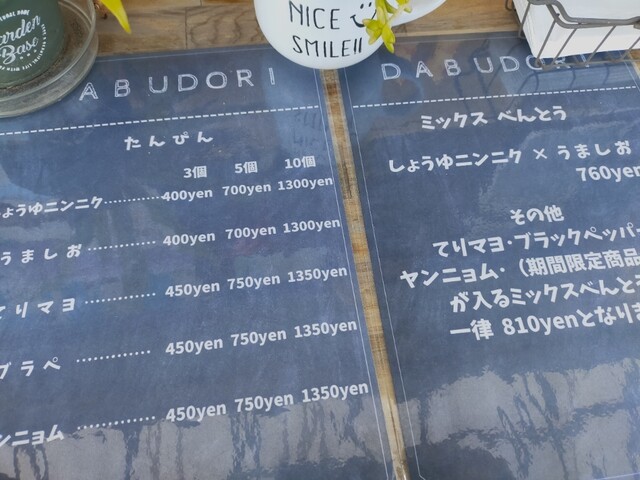 Garden
Base
NICE
SMILE!!
ABUDORI
たんぴん
3個 5個 10個
しょうゆニンニク………… 400yen 700yen 1300yen
うましお………… 400yen 700yen 1300yen
てりマヨ………… 450yen 750yen 1350yen
ブラペ………… 450yen 750yen 1350yen
ンニョム………… 450yen 750yen 1350yen
DABUDOR
ミックス べんとう
しょうゆニンニク × うましお
760yen
その他
てりマヨ･ブラックペッパー
ヤンニョム･（期間限定商品
が入るミックスべんとう
一律 810yenとなりま